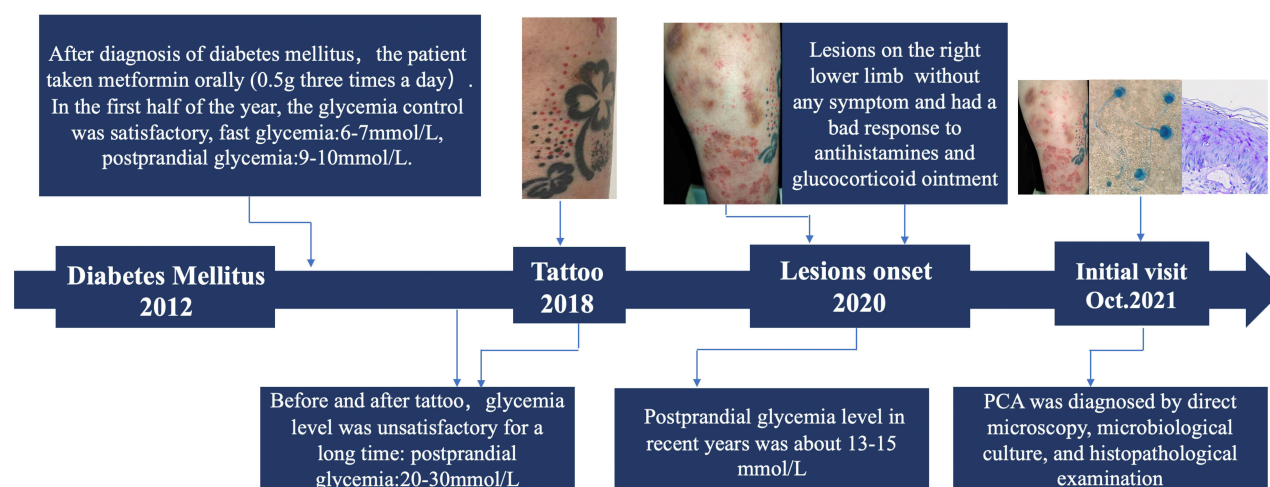 After diagnosis of diabetes mellitus, the patient
taken metformin orally (0.5g three times a day) .
In the first half of the year, the glycemia control
was satisfactory, fast glycemia:6-7mmol/L,
postprandial glycemia:9-10mmol/L.
Lesions on the right
lower limb without
any symptom and had a
bad response to
antihistamines and
glucocorticoid ointment
Diabetes Mellitus
2012
Tattoo
2018
Lesions onset
2020
Initial visit
Oct.2021
Before and after tattoo, glycemia
level was unsatisfactory for a
long time: postprandial
glycemia:20-30mmol/L
Postprandial glycemia level in
recent years was about 13-15
mmol/L
PCA was diagnosed by direct
microscopy, microbiological
culture, and histopathological
examination